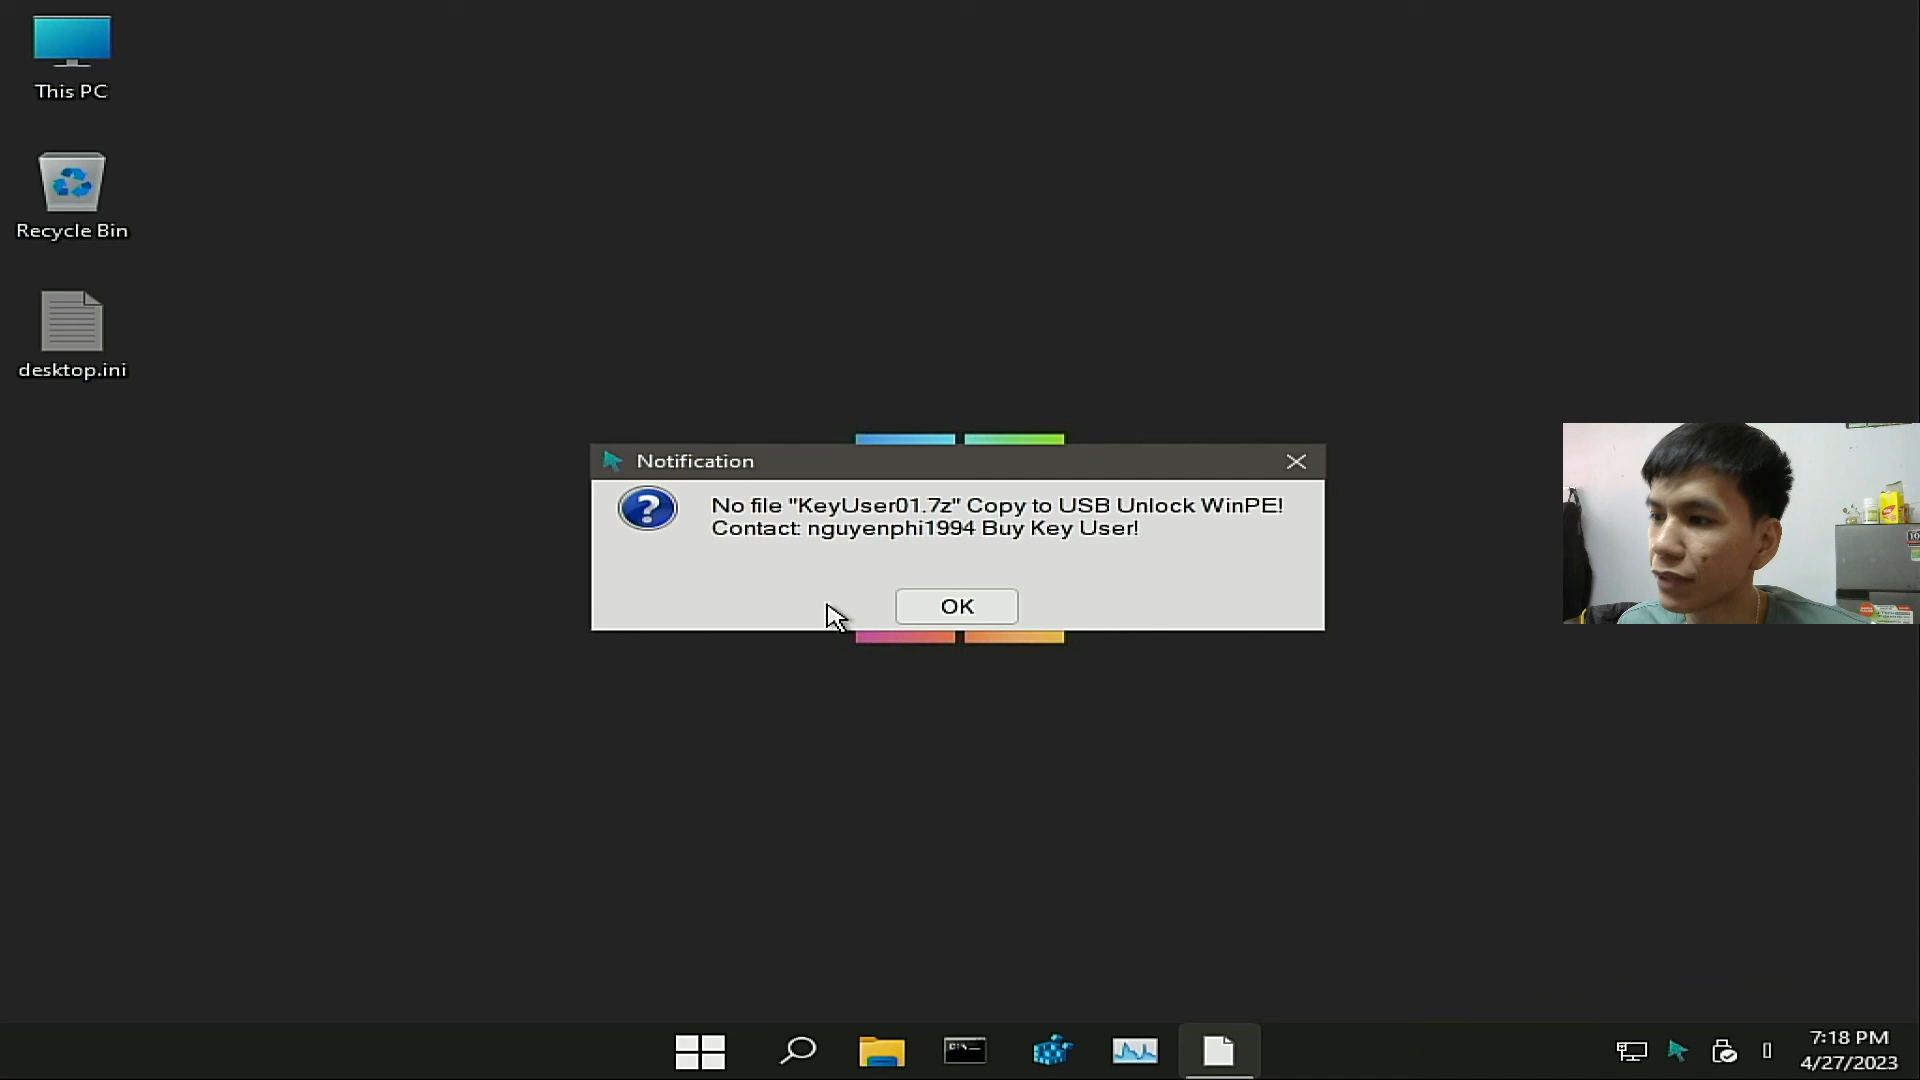 This PC
Recycle Bin
desktop.ini
Notification
No file "KeyUser01.7z" Copy to USB Unlock WinPE!
Contact: nguyenphi1994 Buy Key User!
OK
7:18 PM
4/27/2023